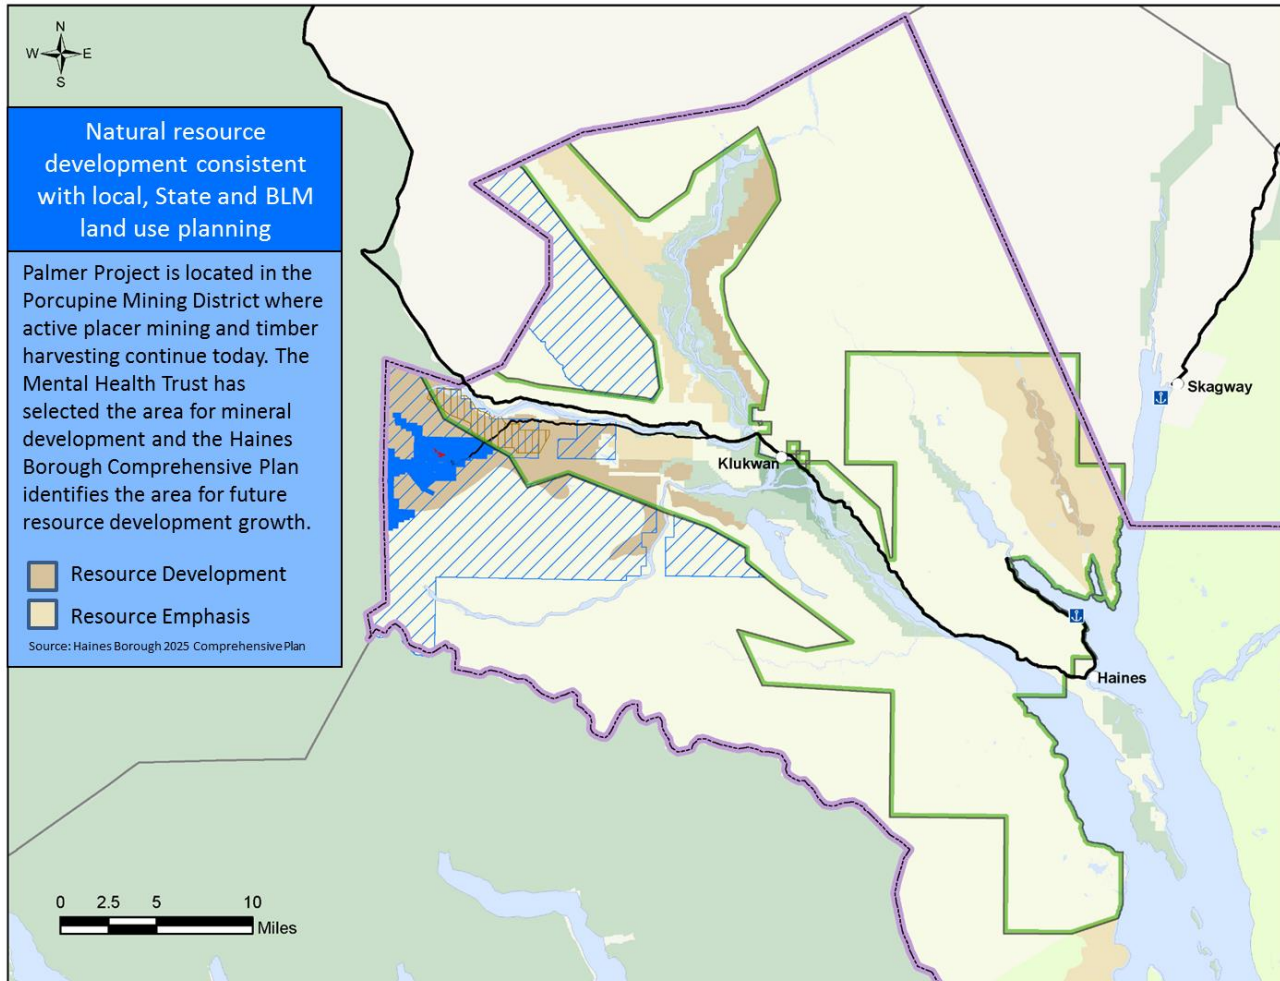 N
W E
S
Natural resource
development consistent
with local, State and BLM
land use planning
Palmer Project is located in the
Porcupine Mining District where
active placer mining and timber
harvesting continue today. The
Mental Health Trust has
selected the area for mineral
development and the Haines
Borough Comprehensive Plan
identifies the area for future
resource development growth.
Resource Development
Resource Emphasis
Source: Haines Borough 2025 Comprehensive Plan
Skagway
Klukwan
Haines
0 2.5 5 10
Miles